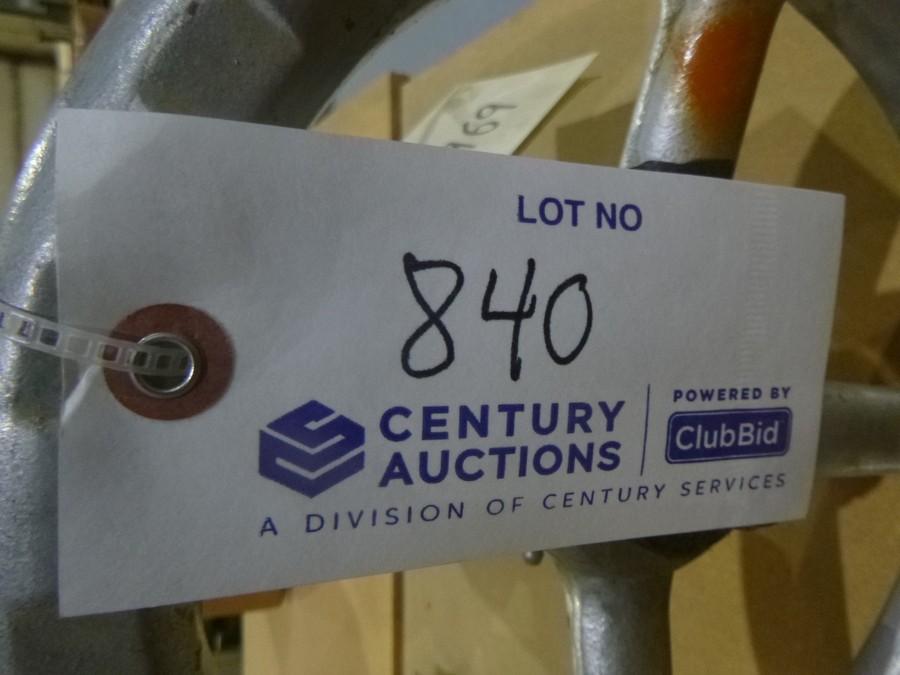 LOT NO
840
CENTURY
AUCTIONS
POWERED BY
ClubBid
A DIVISION OF CENTURY SERVICES